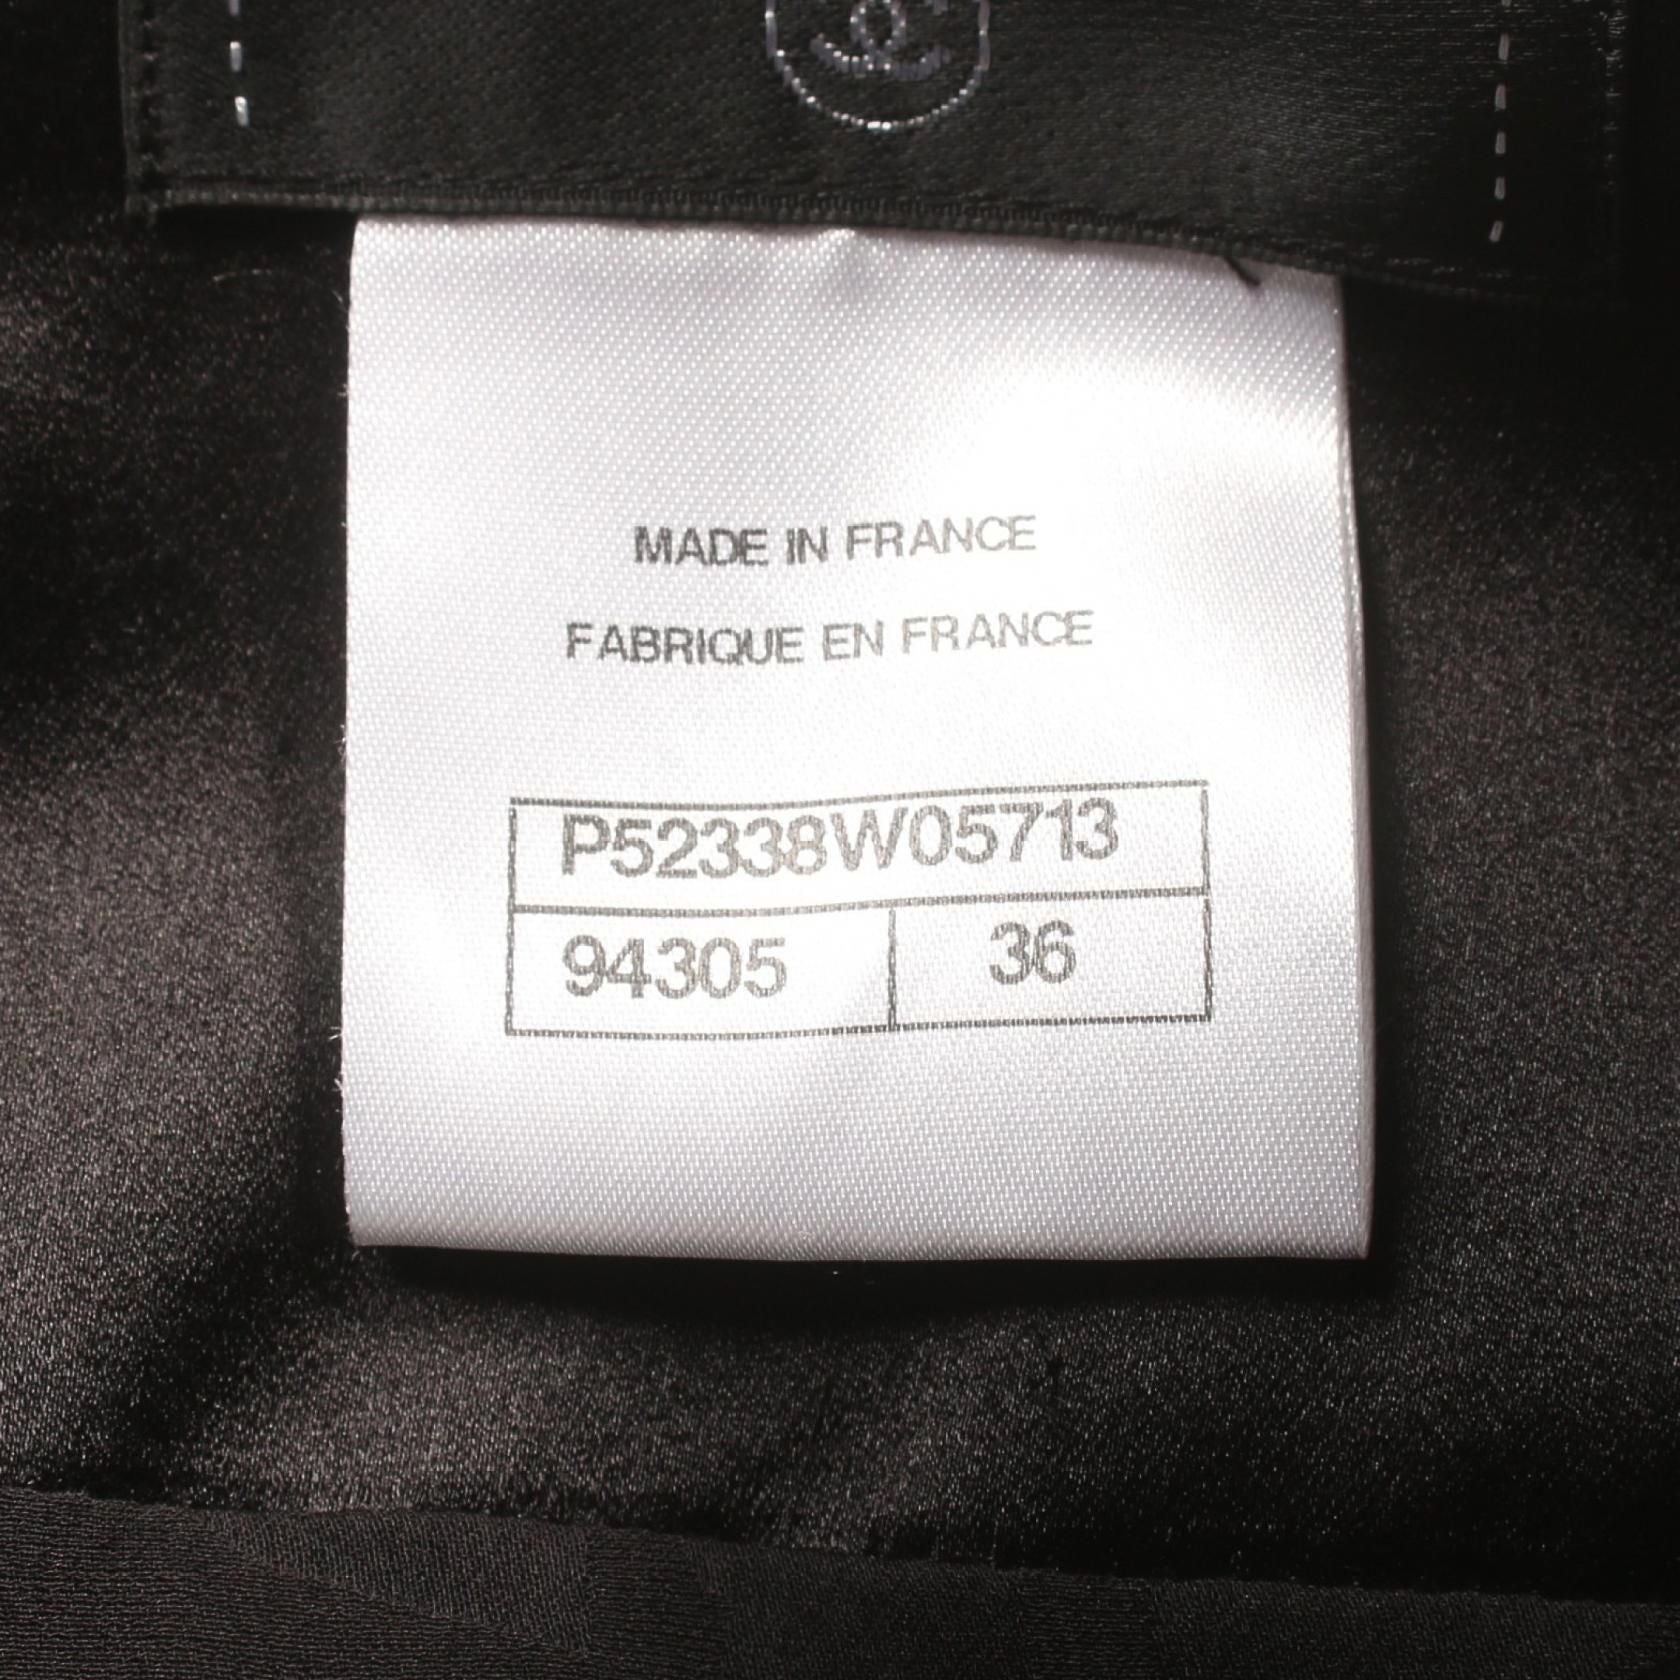 MADE IN FRANCE
FABRIQUE EN FRANCE
P52338W05713
94305 36